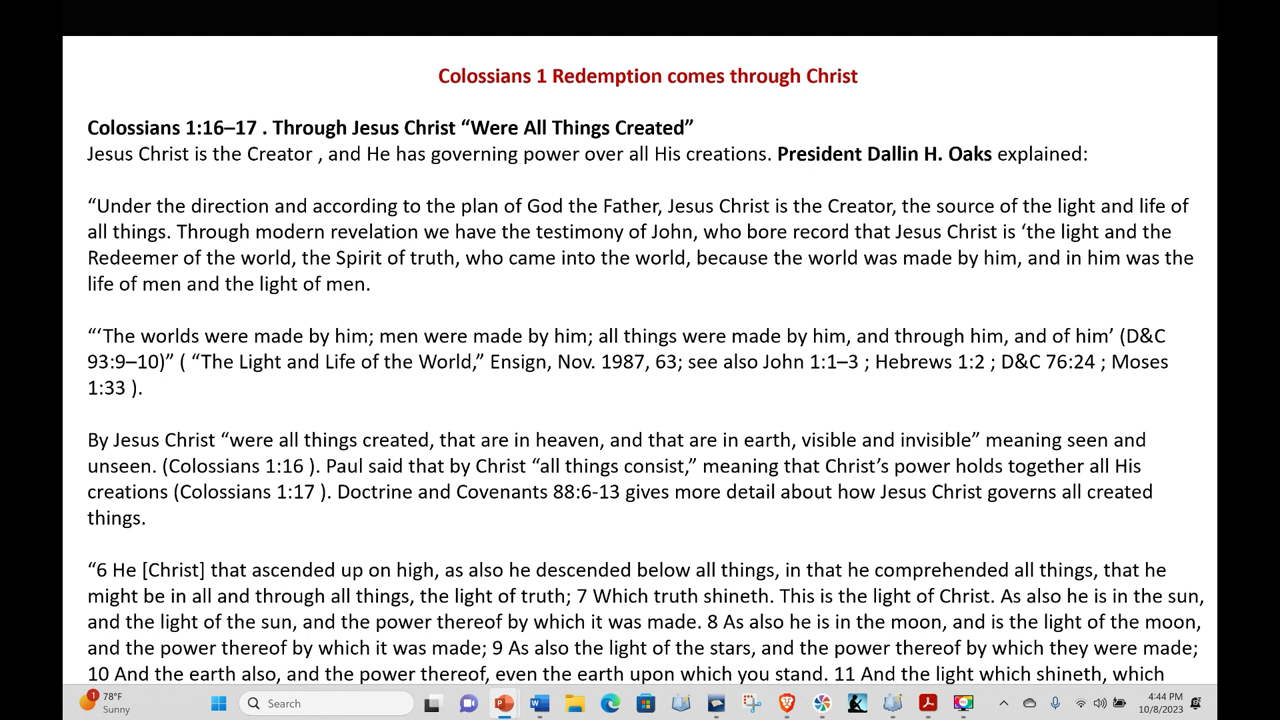 Colossians 1 Redemption comes through Christ
Colossians 1:16–17 . Through Jesus Christ “Were All Things Created”
Jesus Christ is the Creator , and He has governing power over all His creations. President Dallin H. Oaks explained:
“Under the direction and according to the plan of God the Father, Jesus Christ is the Creator, the source of the light and life of
all things. Through modern revelation we have the testimony of John, who bore record that Jesus Christ is ‘the light and the
Redeemer of the world, the Spirit of truth, who came into the world, because the world was made by him, and in him was the
life of men and the light of men.
“‘The worlds were made by him; men were made by him; all things were made by him, and through him, and of him’ (D&C
93:9–10)” ( “The Light and Life of the World,” Ensign, Nov. 1987, 63; see also John 1:1–3 ; Hebrews 1:2 ; D&C 76:24 ; Moses
1:33 ).
By Jesus Christ “were all things created, that are in heaven, and that are in earth, visible and invisible” meaning seen and
unseen. (Colossians 1:16 ). Paul said that by Christ “all things consist,” meaning that Christ’s power holds together all His
creations (Colossians 1:17 ). Doctrine and Covenants 88:6-13 gives more detail about how Jesus Christ governs all created
things.
“6 He [Christ] that ascended up on high, as also he descended below all things, in that he comprehended all things, that he
might be in all and through all things, the light of truth; 7 Which truth shineth. This is the light of Christ. As also he is in the sun,
and the light of the sun, and the power thereof by which it was made. 8 As also he is in the moon, and is the light of the moon,
and the power thereof by which it was made; 9 As also the light of the stars, and the power thereof by which they were made;
10 And the earth also, and the power thereof, even the earth upon which you stand. 11 And the light which shineth, which
1
78°F
Sunny
Search
4:44 PM
10/8/2023